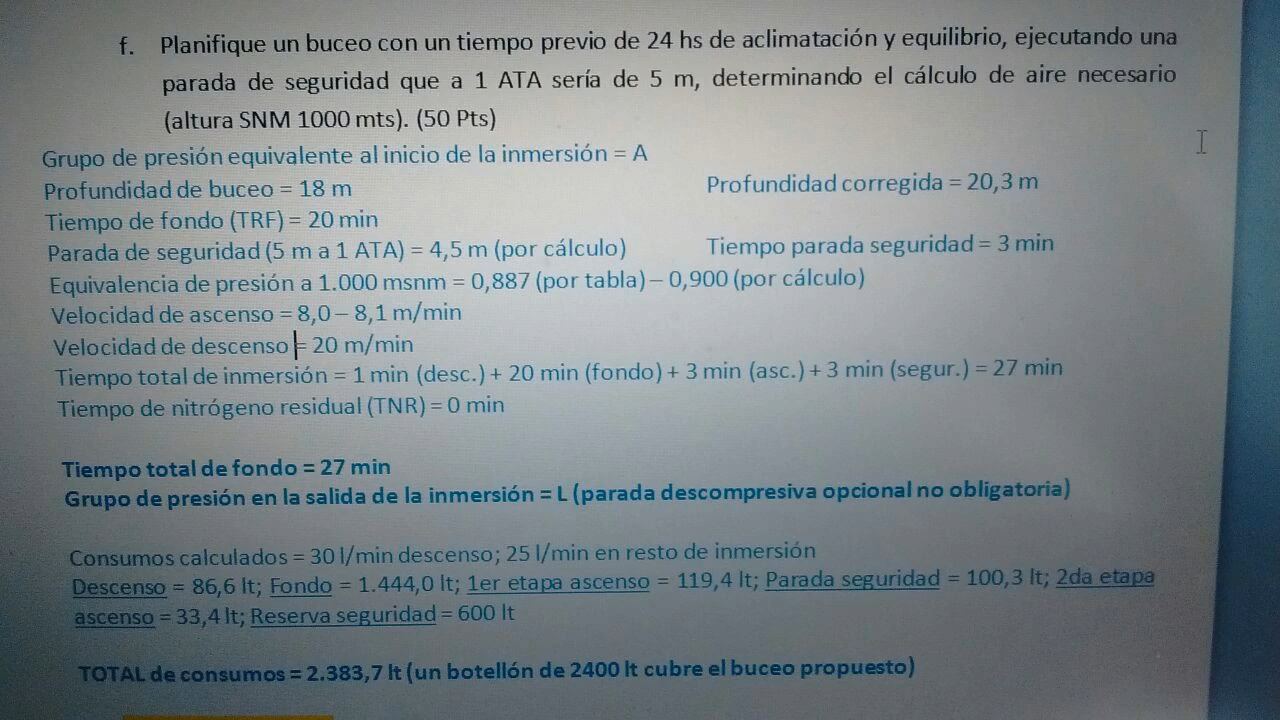 f. Planifique un buceo con un tiempo previo de 24 hs de aclimatación y equilibrio, ejecutando una
parada de seguridad que a 1 ATA sería de 5 m, determinando el cálculo de aire necesario
(altura SNM 1000 mts). (50 Pts)
Grupo de presión equivalente al inicio de la inmersión = A
Profundidad de buceo = 18 m Profundidad corregida = 20,3 m
Tiempo de fondo (TRF) = 20 min
Parada de seguridad (5 m a 1 ATA) = 4,5 m (por cálculo) Tiempo parada seguridad = 3 min
Equivalencia de presión a 1.000 msnm = 0,887 (por tabla) – 0,900 (por cálculo)
Velocidad de ascenso = 8,0 – 8,1 m/min
Velocidad de descenso = 20 m/min
Tiempo total de inmersión = 1 min (desc.) + 20 min (fondo) + 3 min (asc.) + 3 min (segur.) = 27 min
Tiempo de nitrógeno residual (TNR) = 0 min
Tiempo total de fondo = 27 min
Grupo de presión en la salida de la inmersión = L (parada descompresiva opcional no obligatoria)
Consumos calculados = 30 l/min descenso; 25 l/min en resto de inmersión
Descenso = 86,6 lt; Fondo = 1.444,0 lt; 1er etapa ascenso = 119,4 lt; Parada seguridad = 100,3 lt; 2da etapa
ascenso = 33,4 lt; Reserva seguridad = 600 lt
TOTAL de consumos = 2.383,7 lt (un botellón de 2400 lt cubre el buceo propuesto)